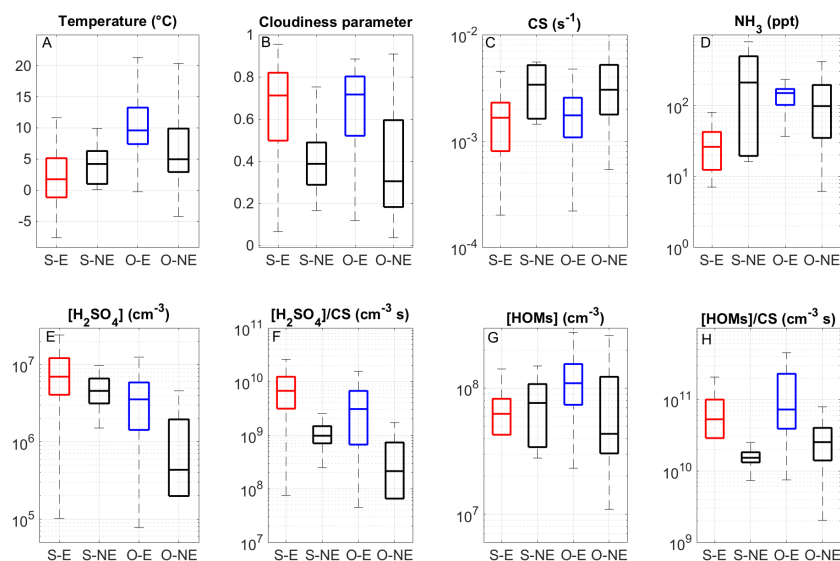 Temperature (°C)
Cloudiness parameter
CS (s⁻¹)
NH₃ (ppt)
A
20
15
10
5
0
-5
S-E S-NE O-E O-NE
B
1
0.8
0.6
0.4
0.2
0
S-E S-NE O-E O-NE
C
10⁻²
10⁻³
10⁻⁴
S-E S-NE O-E O-NE
D
10²
10¹
10⁰
S-E S-NE O-E O-NE
[H₂SO₄] (cm⁻³)
[H₂SO₄]/CS (cm⁻³ s)
[HOMs] (cm⁻³)
[HOMs]/CS (cm⁻³ s)
E
10⁷
10⁶
10⁵
S-E S-NE O-E O-NE
F
10¹¹
10¹⁰
10⁹
10⁸
10⁷
S-E S-NE O-E O-NE
G
10⁸
10⁷
S-E S-NE O-E O-NE
H
10¹¹
10¹⁰
10⁹
S-E S-NE O-E O-NE